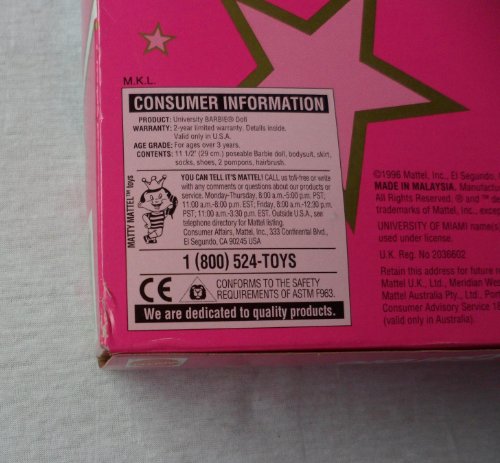 M.K.L.
CONSUMER INFORMATION
PRODUCT: University BARBIE® Doll
WARRANTY: 2-year limited warranty. Details inside.
Valid only in U.S.A.
AGE GRADE: For ages over 3 years.
CONTENTS: 11 1/2" (29 cm.) poseable Barbie doll, bodysuit, skirt,
socks, shoes, 2 pompons, hairbrush.
MATTY MATTEL™ toys
YOU CAN TELL IT'S MATTEL! CALL us toll-free or write
with any comments or questions about our products or
service. Monday-Thursday, 8:00 a.m.-5:00 p.m. PST;
11:00 a.m.-8:00 p.m. EST. Friday, 8:00 a.m.-12:30 p.m.
PST; 11:00 a.m.-3:30 p.m. EST. Outside U.S.A., see
telephone directory for Mattel listing.
Consumer Affairs, Mattel, Inc., 333 Continental Blvd.,
El Segundo, CA 90245 USA
1 (800) 524-TOYS
CE
CONFORMS TO THE SAFETY
REQUIREMENTS OF ASTM F963.
We are dedicated to quality products.
©1996 Mattel, Inc., El Segundo,
MADE IN MALAYSIA. Manufactu
All Rights Reserved. ® and ™ des
trademarks of Mattel, Inc., excep
UNIVERSITY OF MIAMI name(s)
used under license.
U.K. Reg. No 2036602
Retain this address for future r
Mattel U.K., Ltd., Meridian Wes
Mattel Australia Pty., Ltd., Por
Consumer Advisory Service 1
(valid only in Australia).